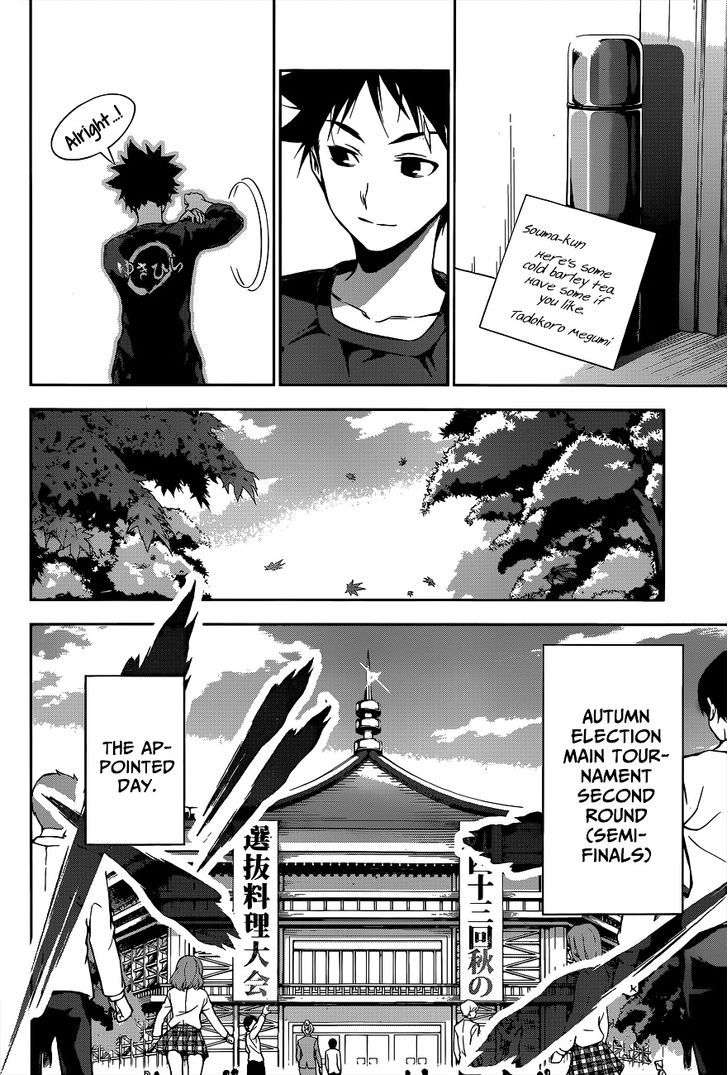 Souma-kun
Here's some
cold barley tea.
Have some if
you like.
Tadokoro Megumi
Alright...!
ゆきひら
AUTUMN
ELECTION
MAIN TOUR-
NAMENT
SECOND
ROUND
(SEMI-
FINALS)
十三回秋の
選抜料理大会
THE AP-
POINTED
DAY.